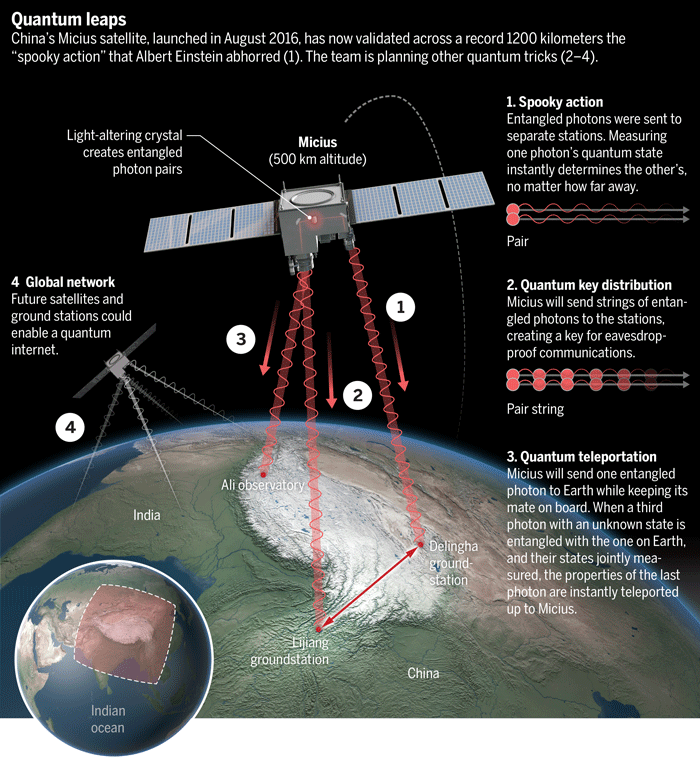 Quantum leaps
China's Micius satellite, launched in August 2016, has now validated across a record 1200 kilometers the
“spooky action” that Albert Einstein abhorred (1). The team is planning other quantum tricks (2–4).
Light-altering crystal
creates entangled
photon pairs
Micius
(500 km altitude)
1. Spooky action
Entangled photons were sent to
separate stations. Measuring
one photon's quantum state
instantly determines the other's,
no matter how far away.
Pair
2. Quantum key distribution
Micius will send strings of entan-
gled photons to the stations,
creating a key for eavesdrop-
proof communications.
Pair string
3. Quantum teleportation
Micius will send one entangled
photon to Earth while keeping its
mate on board. When a third
photon with an unknown state is
entangled with the one on Earth,
and their states jointly mea-
sured, the properties of the last
photon are instantly teleported
up to Micius.
4 Global network
Future satellites and
ground stations could
enable a quantum
internet.
1
3
2
4
Ali observatory
India
Delingha
ground-
station
Lijiang
groundstation
China
Indian
ocean